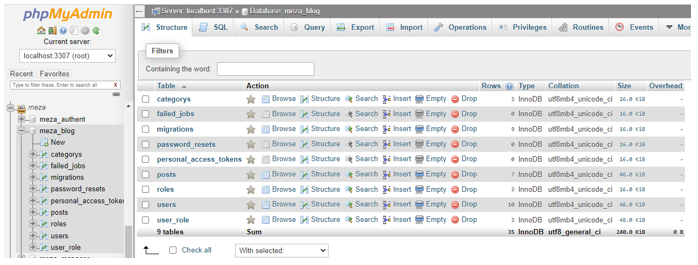 phpMyAdmin
Current server:
localhost:3307 (root)
Recent Favorites
Type to filter these, Enter to search all X
meza
meza_authent
meza_blog
New
categorys
failed_jobs
migrations
password_resets
personal_access_token
posts
roles
users
user_role
Server: localhost:3307 » Database: meza_blog
Structure SQL Search Query Export Import Operations Privileges Routines Events Mor
Filters
Containing the word:
Table Action Rows Type Collation Size Overhead
categorys Browse Structure Search Insert Empty Drop 3 InnoDB utf8mb4_unicode_ci 16.0 KiB -
failed_jobs Browse Structure Search Insert Empty Drop 0 InnoDB utf8mb4_unicode_ci 16.0 KiB -
migrations Browse Structure Search Insert Empty Drop 9 InnoDB utf8mb4_unicode_ci 16.0 KiB -
password_resets Browse Structure Search Insert Empty Drop 0 InnoDB utf8mb4_unicode_ci 16.0 KiB -
personal_access_tokens Browse Structure Search Insert Empty Drop 0 InnoDB utf8mb4_unicode_ci 16.0 KiB -
posts Browse Structure Search Insert Empty Drop 7 InnoDB utf8mb4_unicode_ci 48.0 KiB -
roles Browse Structure Search Insert Empty Drop 3 InnoDB utf8mb4_unicode_ci 16.0 KiB -
users Browse Structure Search Insert Empty Drop 10 InnoDB utf8mb4_unicode_ci 48.0 KiB -
user_role Browse Structure Search Insert Empty Drop 3 InnoDB utf8mb4_unicode_ci 48.0 KiB -
9 tables Sum 35 InnoDB utf8_general_ci 240.0 KiB 0 B
Check all With selected: